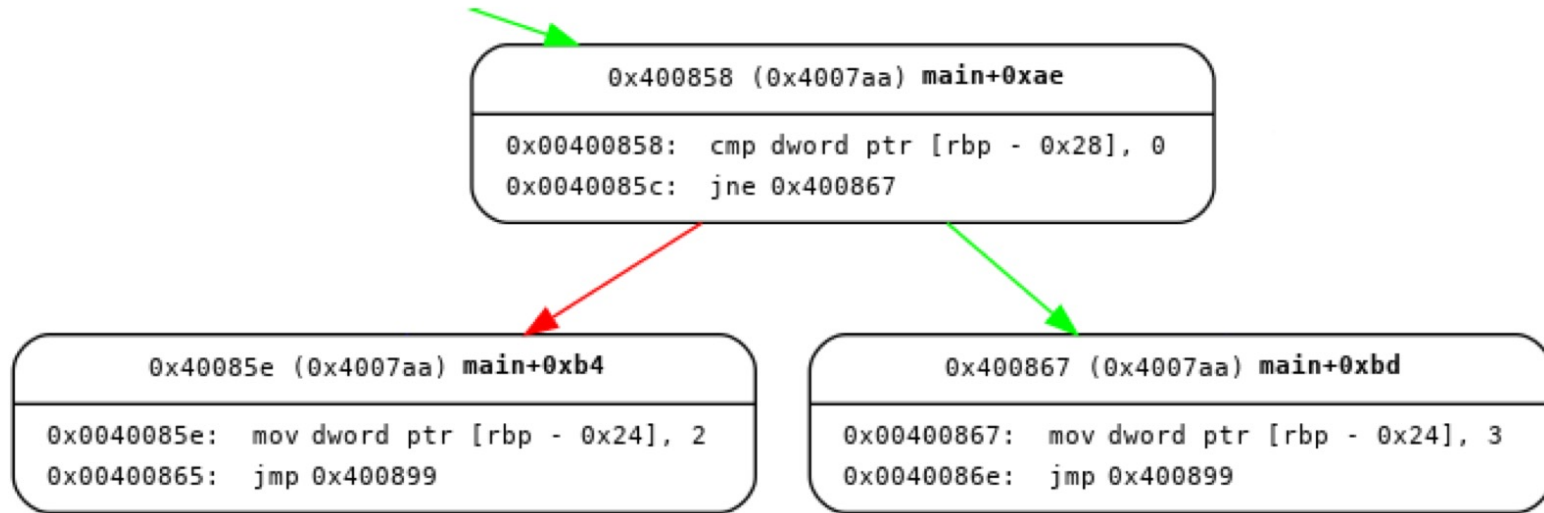 0x400858 (0x4007aa) main+0xae
0x00400858: cmp dword ptr [rbp - 0x28], 0
0x0040085c: jne 0x400867
0x40085e (0x4007aa) main+0xb4
0x0040085e: mov dword ptr [rbp - 0x24], 2
0x00400865: jmp 0x400899
0x400867 (0x4007aa) main+0xbd
0x00400867: mov dword ptr [rbp - 0x24], 3
0x0040086e: jmp 0x400899